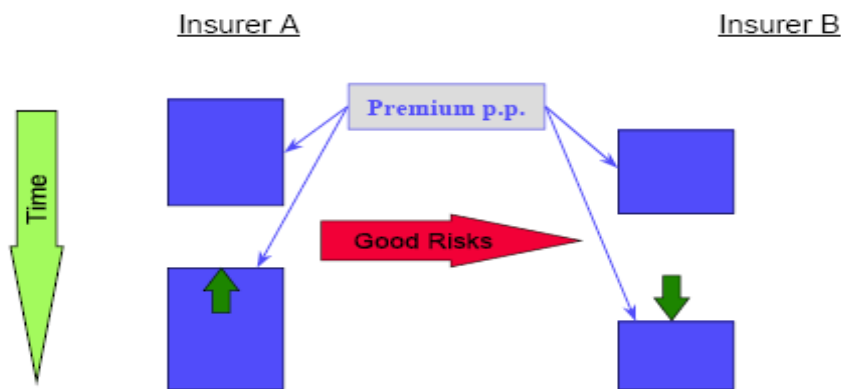 Insurer A
Insurer B
Premium p.p.
Time
Good Risks